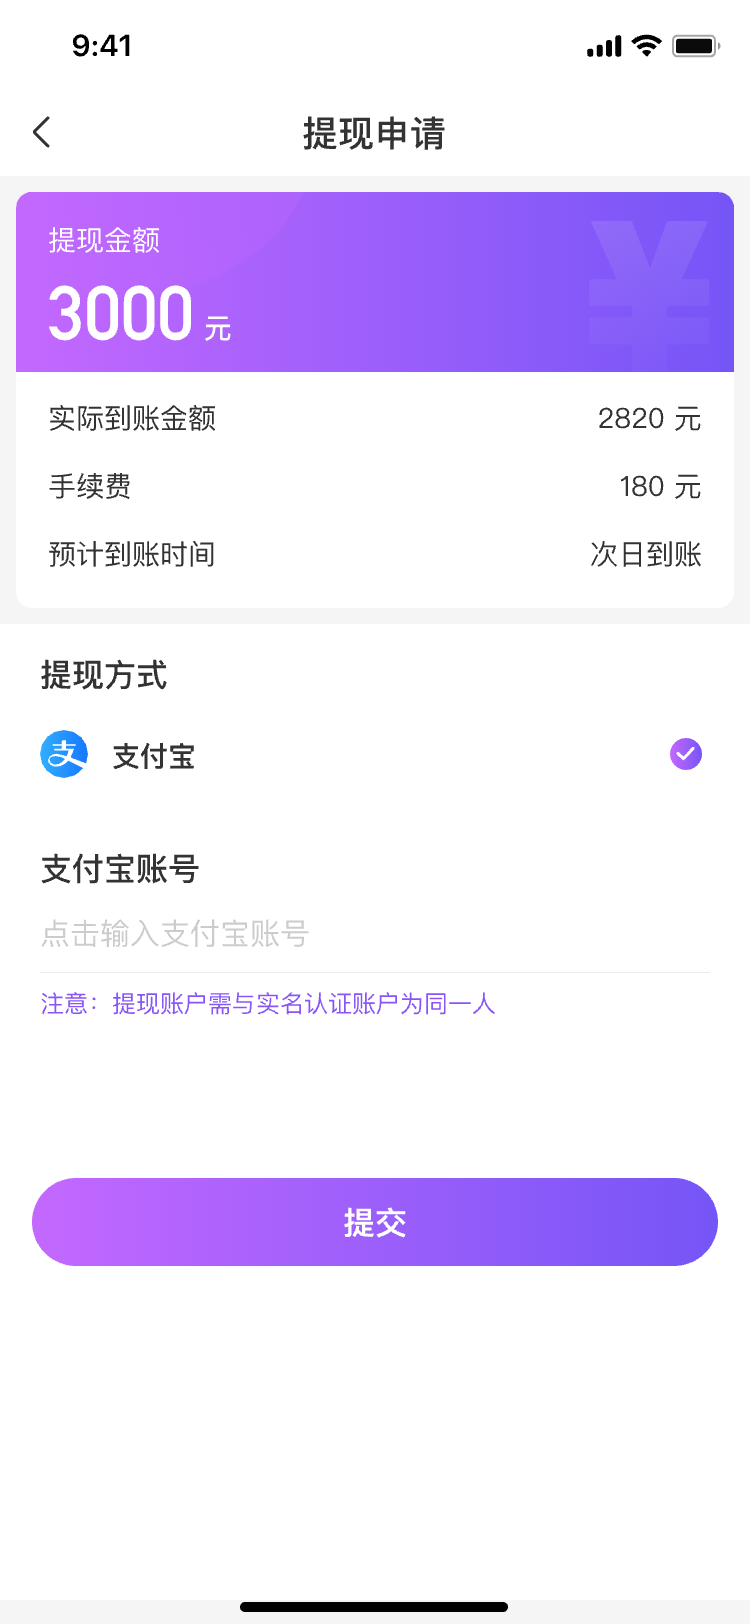 9:41
提现申请
提现金额
3000 元
实际到账金额 2820 元
手续费 180 元
预计到账时间 次日到账
提现方式
支 支付宝
支付宝账号
点击输入支付宝账号
注意：提现账户需与实名认证账户为同一人
提交